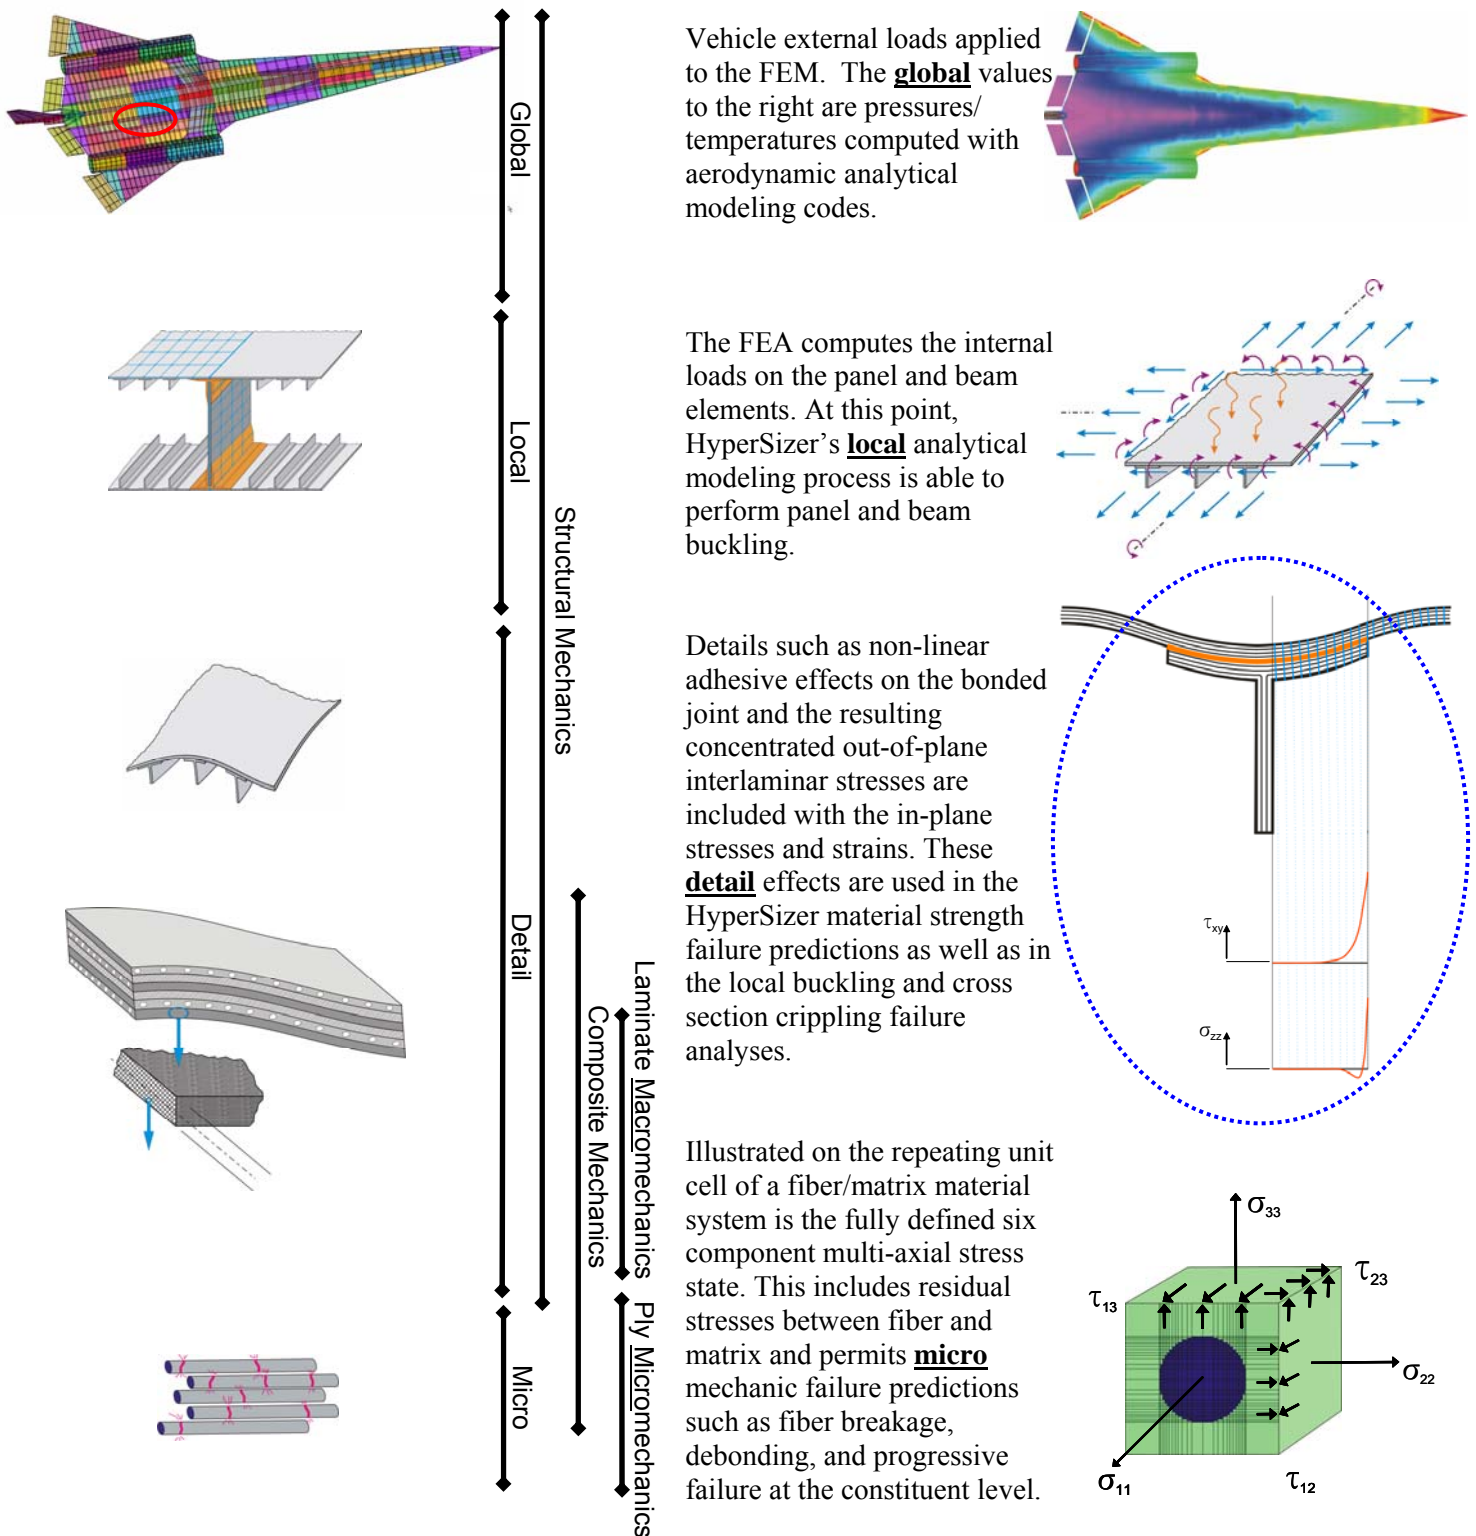 Vehicle external loads applied
to the FEM.  The global values
to the right are pressures/
temperatures computed with
aerodynamic analytical
modeling codes.
Global
The FEA computes the internal
loads on the panel and beam
elements. At this point,
HyperSizer’s local analytical
modeling process is able to
perform panel and beam
buckling.
Local
Structural Mechanics
Details such as non-linear
adhesive effects on the bonded
joint and the resulting
concentrated out-of-plane
interlaminar stresses are
included with the in-plane
stresses and strains. These
detail effects are used in the
HyperSizer material strength
failure predictions as well as in
the local buckling and cross
section crippling failure
analyses.
Detail
Laminate Macromechanics
Composite Mechanics
τxy
σzz
Illustrated on the repeating unit
cell of a fiber/matrix material
system is the fully defined six
component multi-axial stress
state. This includes residual
stresses between fiber and
matrix and permits micro
mechanic failure predictions
such as fiber breakage,
debonding, and progressive
failure at the constituent level.
Micro
Ply Micromechanics
σ33
τ23
τ13
σ22
σ11
τ12